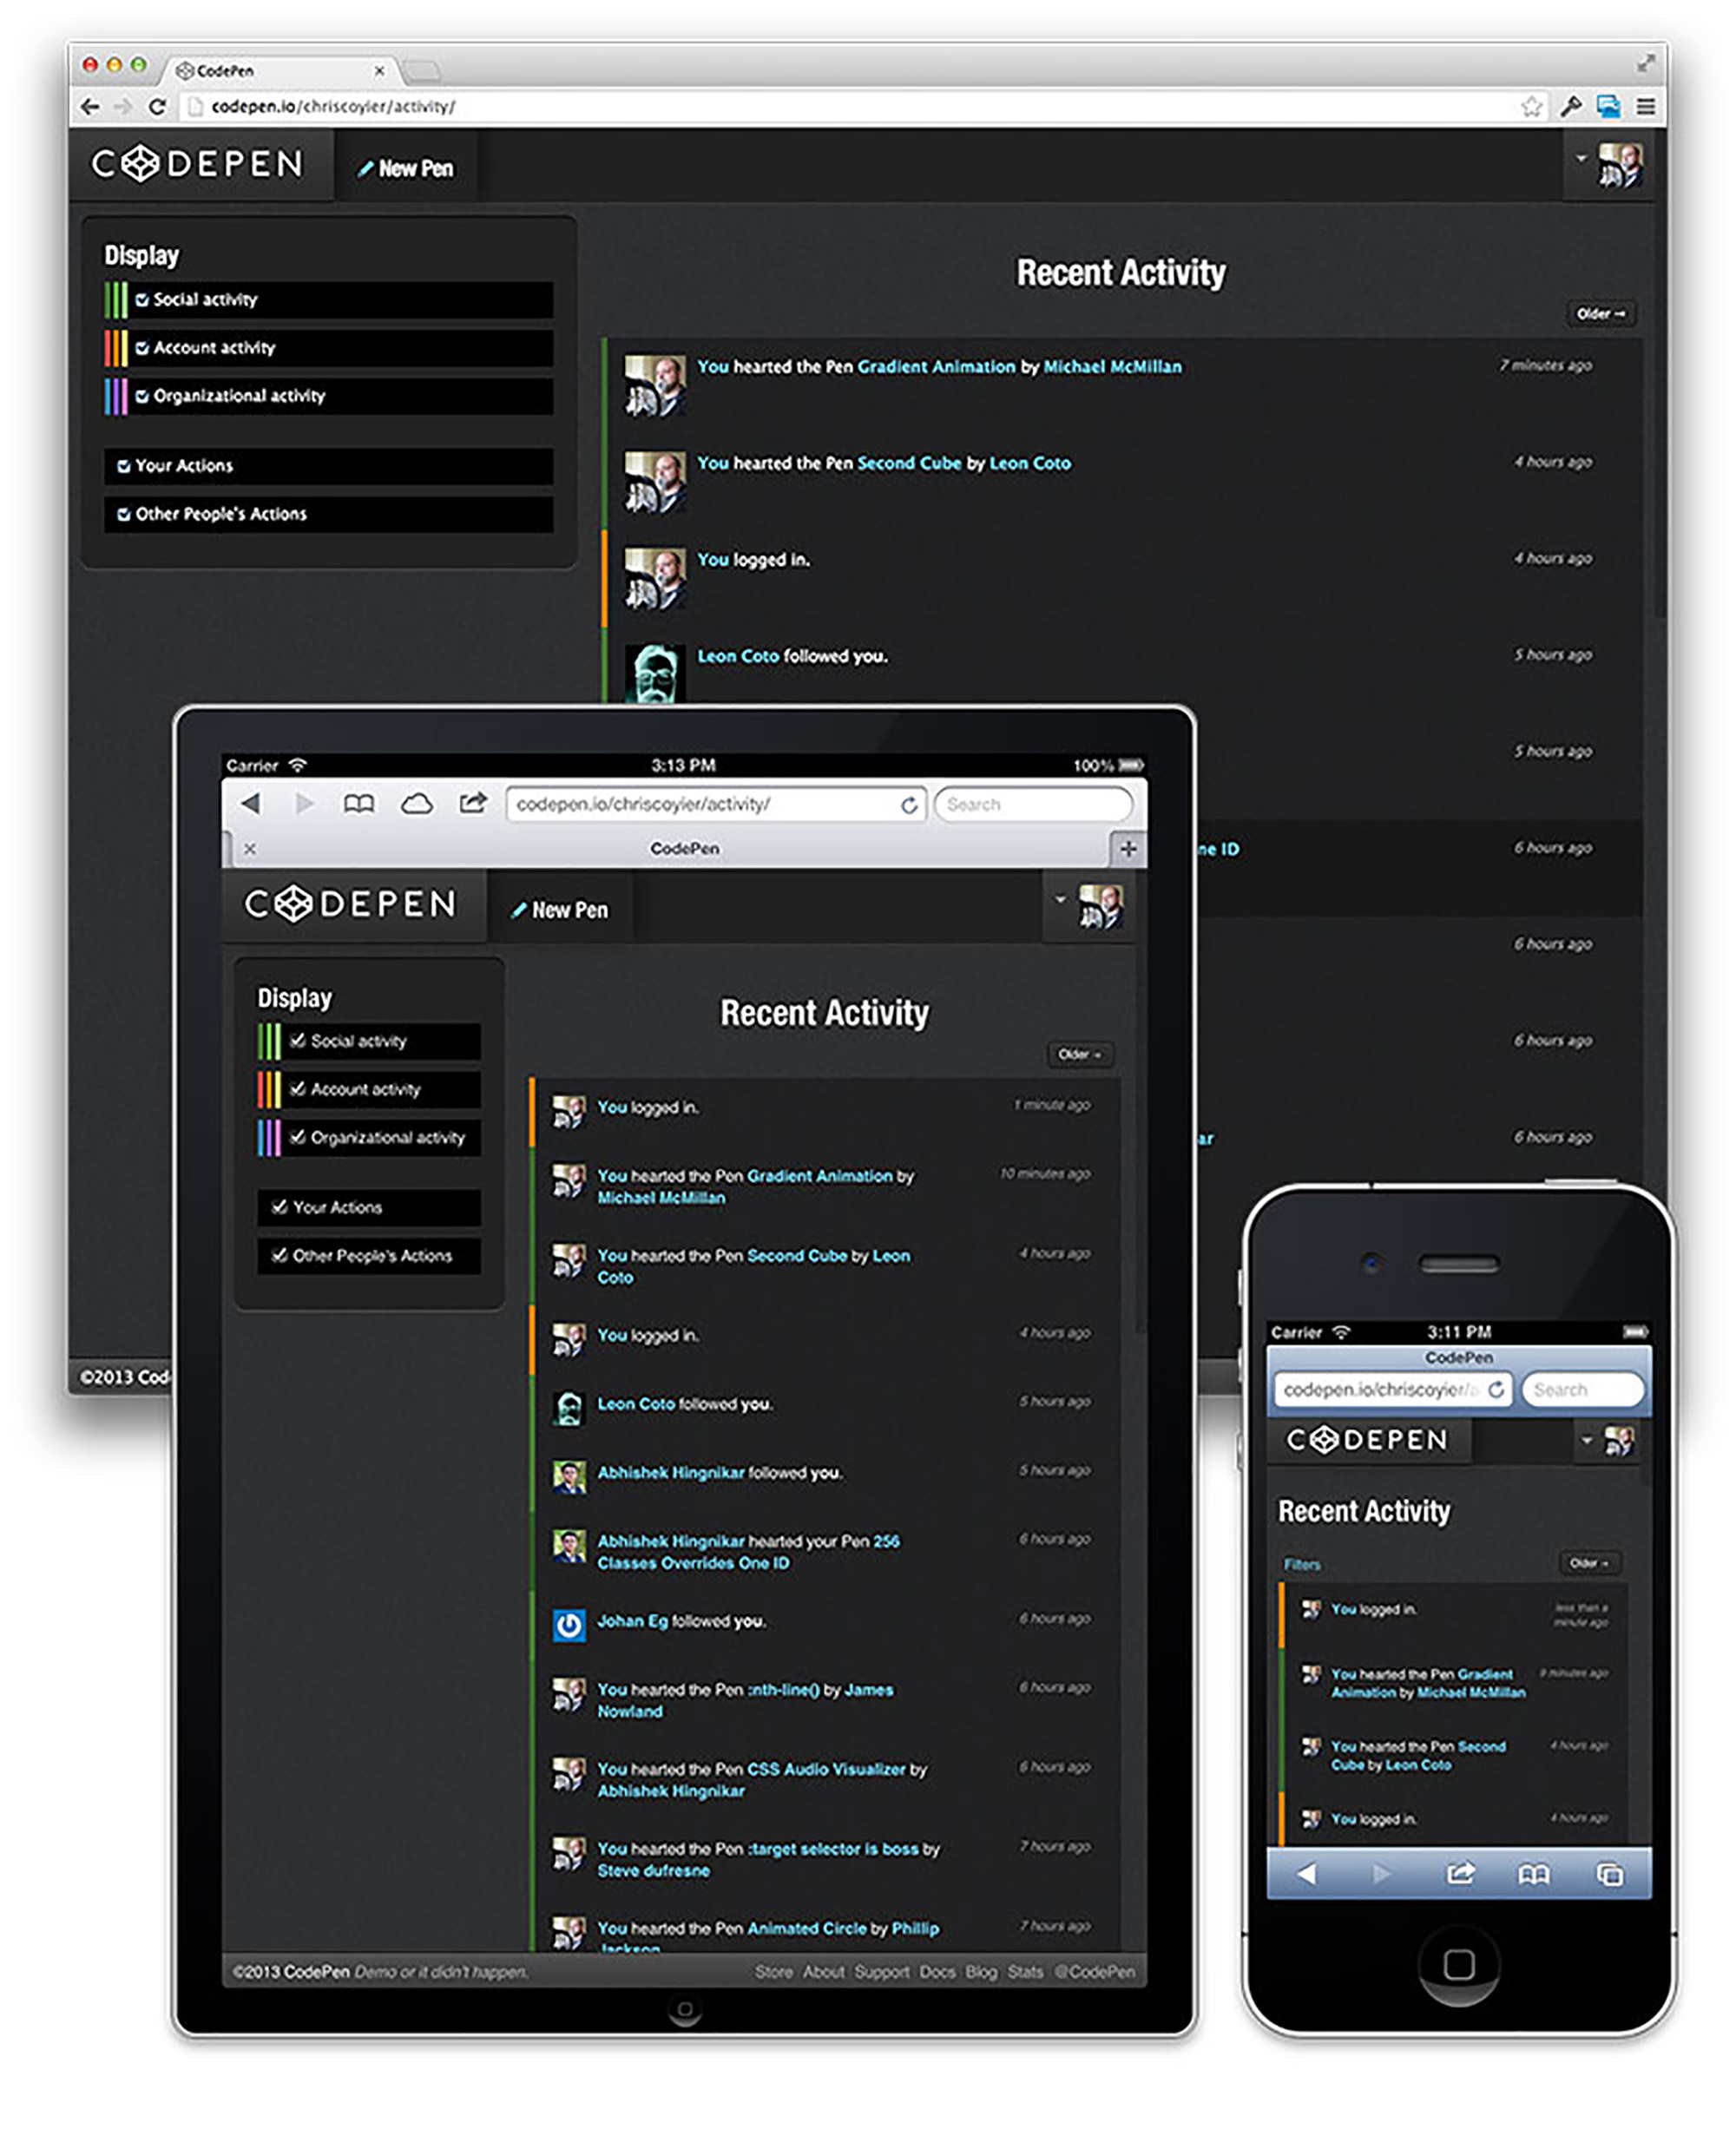 CodePen
codepen.io/chriscoyier/activity/
CODEPEN
New Pen
Display
Social activity
Account activity
Organizational activity
Your Actions
Other People's Actions
Recent Activity
Older →
You hearted the Pen Gradient Animation by Michael McMillan
7 minutes ago
You hearted the Pen Second Cube by Leon Coto
4 hours ago
You logged in.
4 hours ago
Leon Coto followed you.
5 hours ago
5 hours ago
ne ID
6 hours ago
6 hours ago
6 hours ago
ar
6 hours ago
©2013 Cod
Carrier
3:13 PM
100%
codepen.io/chriscoyier/activity/
Search
CodePen
CODEPEN
New Pen
Display
Social activity
Account activity
Organizational activity
Your Actions
Other People's Actions
Recent Activity
Older →
You logged in.
1 minute ago
You hearted the Pen Gradient Animation by
Michael McMillan
10 minutes ago
You hearted the Pen Second Cube by Leon
Coto
4 hours ago
You logged in.
4 hours ago
Leon Coto followed you.
5 hours ago
Abhishek Hingnikar followed you.
5 hours ago
Abhishek Hingnikar hearted your Pen 256
Classes Overrides One ID
6 hours ago
Johan Eg followed you.
6 hours ago
You hearted the Pen :nth-line() by James
Nowland
6 hours ago
You hearted the Pen CSS Audio Visualizer by
Abhishek Hingnikar
6 hours ago
You hearted the Pen :target selector is boss by
Steve dufresne
7 hours ago
You hearted the Pen Animated Circle by Phillip
Jackson
7 hours ago
©2013 CodePen Demo or it didn't happen.
Store About Support Docs Blog Stats @CodePen
Carrier
3:11 PM
CodePen
codepen.io/chriscoyier/a
Search
CODEPEN
Recent Activity
Filters
Older →
You logged in.
less than a
minute ago
You hearted the Pen Gradient
Animation by Michael McMillan
9 minutes ago
You hearted the Pen Second
Cube by Leon Coto
4 hours ago
You logged in.
4 hours ago